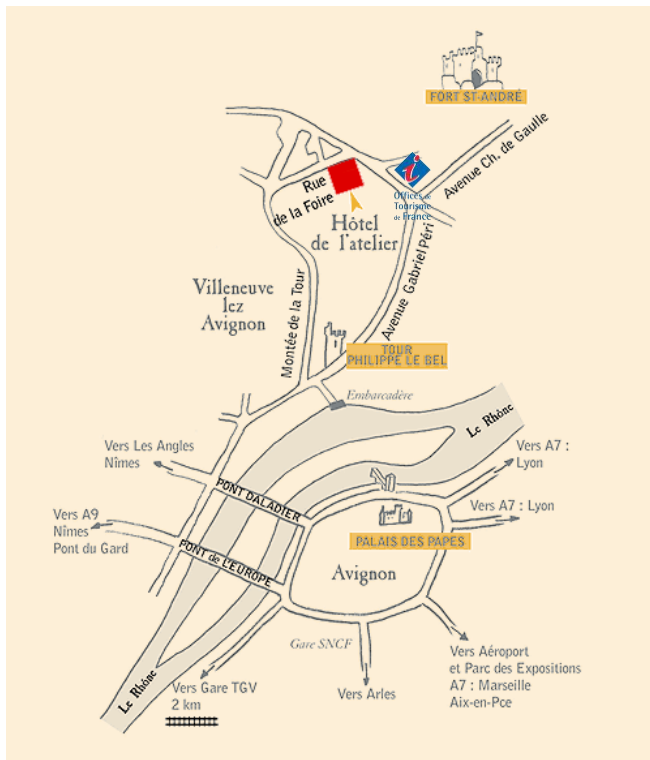 FORT ST-ANDRÉ
Avenue Ch. de Gaulle
i
Offices de
Tourisme
de France
Rue
de la Foire
Hôtel
de l'atelier
Avenue Gabriel Péri
Villeneuve
lez
Avignon
Montée de la Tour
TOUR
PHILIPPE LE BEL
Embarcadère
Le Rhône
Vers Les Angles
Nîmes
Vers A7 :
Lyon
PONT DALADIER
Vers A9
Nîmes
Pont du Gard
Vers A7 : Lyon
PONT de L'EUROPE
PALAIS DES PAPES
Avignon
Gare SNCF
Vers Aéroport
et Parc des Expositions
A7 : Marseille
Aix-en-Pce
Le Rhône
Vers Gare TGV
2 km
Vers Arles